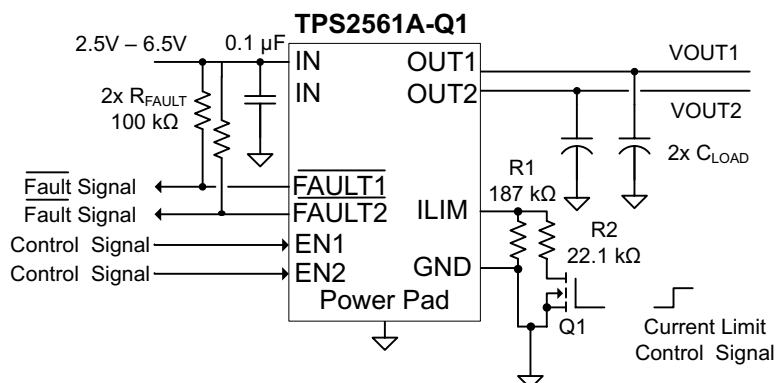 TPS2561A-Q1
2.5V – 6.5V
0.1 µF
IN
OUT1
VOUT1
IN
OUT2
VOUT2
2x RFAULT
100 kΩ
2x CLOAD
R1
187 kΩ
Fault Signal
FAULT1
Fault Signal
FAULT2
ILIM
R2
22.1 kΩ
Control Signal
EN1
Control Signal
EN2
GND
Power Pad
Q1
Current Limit
Control Signal